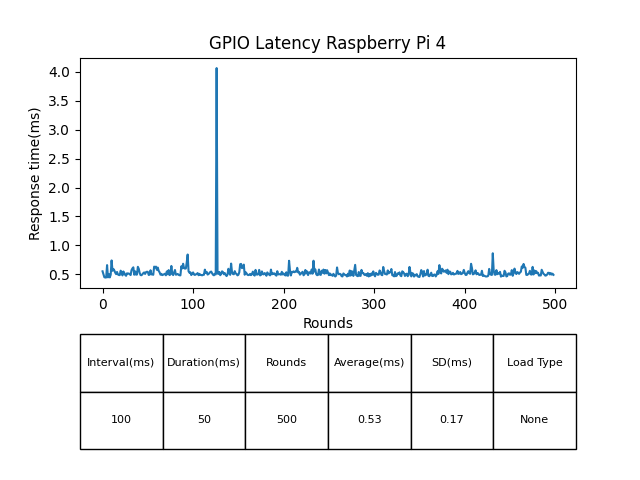 GPIO Latency Raspberry Pi 4
Response time(ms)
4.0
3.5
3.0
2.5
2.0
1.5
1.0
0.5
0 100 200 300 400 500
Rounds
Interval(ms) Duration(ms) Rounds Average(ms) SD(ms) Load Type
100 50 500 0.53 0.17 None